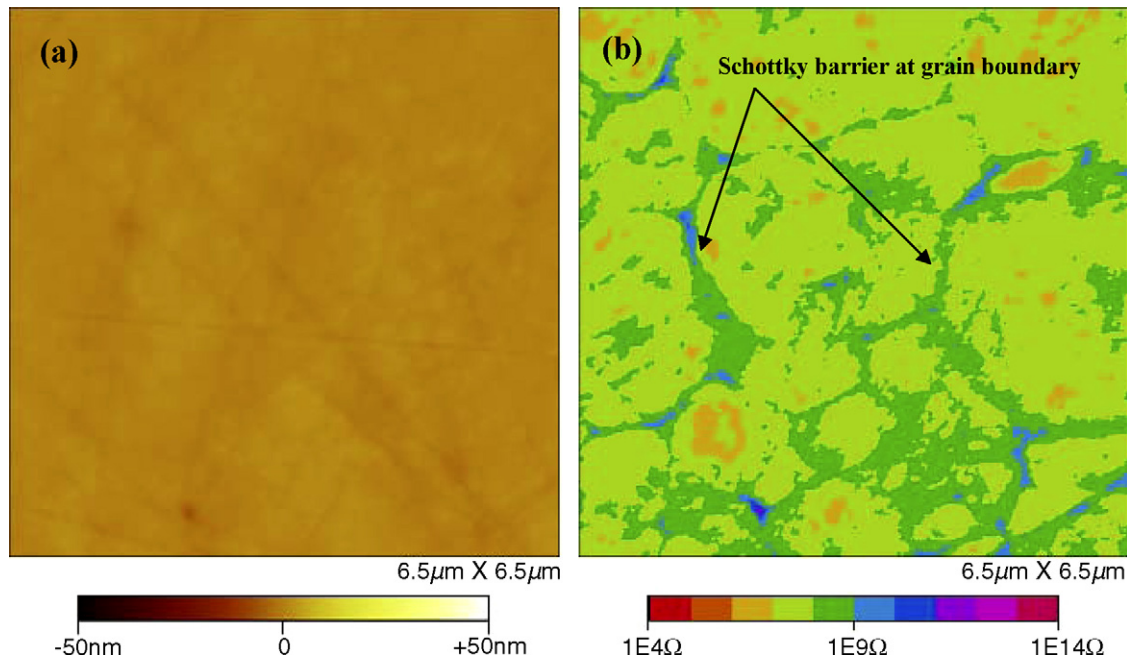 (a)
(b)
Schottky barrier at grain boundary
6.5µm X 6.5µm
6.5µm X 6.5µm
-50nm 0 +50nm
1E4Ω 1E9Ω 1E14Ω